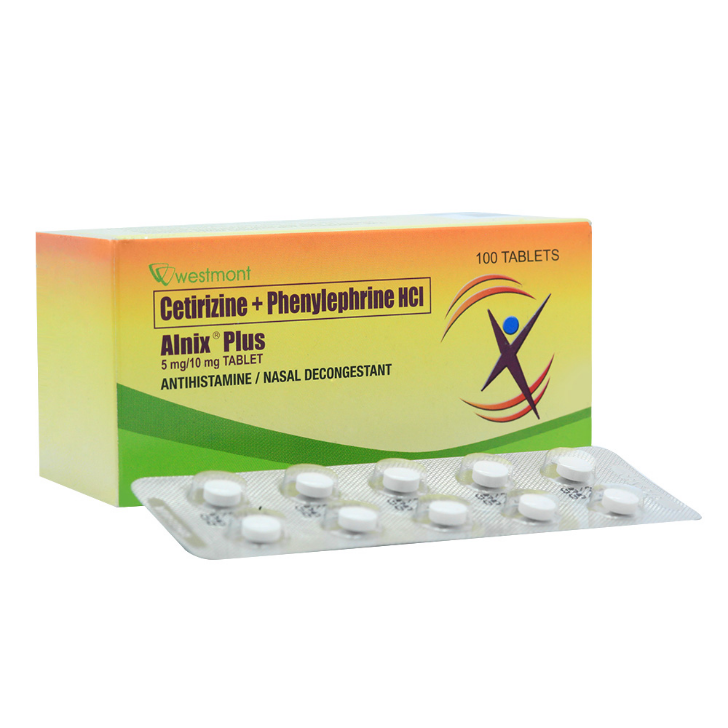 westmont
100 TABLETS
Cetirizine + Phenylephrine HCl
Alnix® Plus
5 mg/10 mg TABLET
ANTIHISTAMINE / NASAL DECONGESTANT